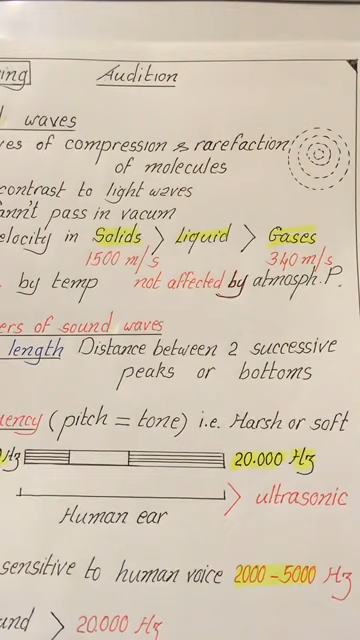 ing Audition
waves
es of compression & rarefaction
of molecules
contrast to light waves
ann't pass in vacum
elocity in Solids > Liquid > Gases
1500 m/s 340 m/s
by temp not affected by atmosph.P.
ers of sound waves
length Distance between 2 successive
peaks or bottoms
uency (pitch = tone) i.e. Harsh or soft
Hz 20.000 Hz
> ultrasonic
Human ear
sensitive to human voice 2000-5000 Hz
und > 20.000 Hz